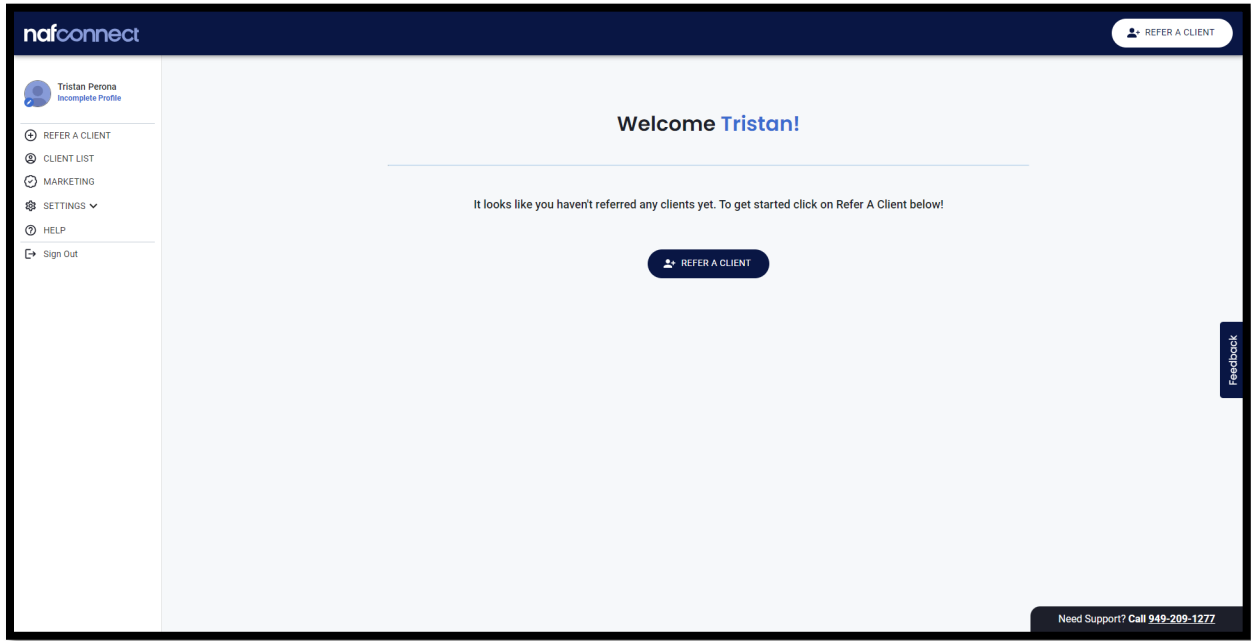 nafconnect
REFER A CLIENT
Tristan Perona
Incomplete Profile
REFER A CLIENT
CLIENT LIST
MARKETING
SETTINGS
HELP
Sign Out
Welcome Tristan!
It looks like you haven't referred any clients yet. To get started click on Refer A Client below!
REFER A CLIENT
Feedback
Need Support? Call 949-209-1277